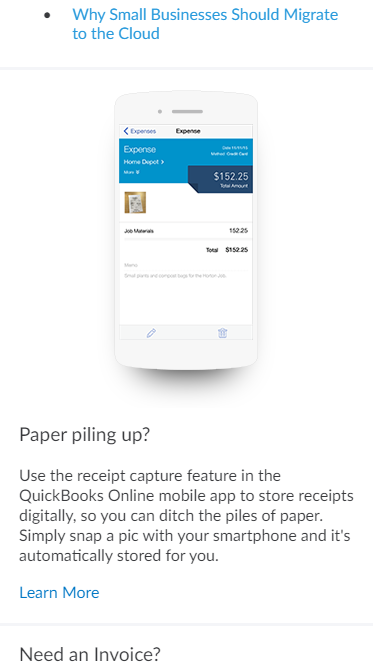 Why Small Businesses Should Migrate
to the Cloud
Expenses
Expense
Expense
Date 11/11/15
Method Credit Card
Home Depot >
More
$152.25
Total Amount
Job Materials
152.25
Total $152.25
Memo
Small plants and compost bags for the Horton Job.
Paper piling up?
Use the receipt capture feature in the
QuickBooks Online mobile app to store receipts
digitally, so you can ditch the piles of paper.
Simply snap a pic with your smartphone and it's
automatically stored for you.
Learn More
Need an Invoice?